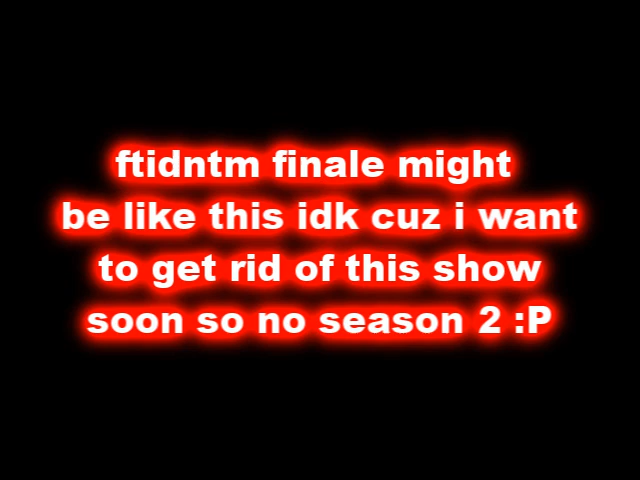 ftidntm finale might
be like this idk cuz i want
to get rid of this show
soon so no season 2 :P